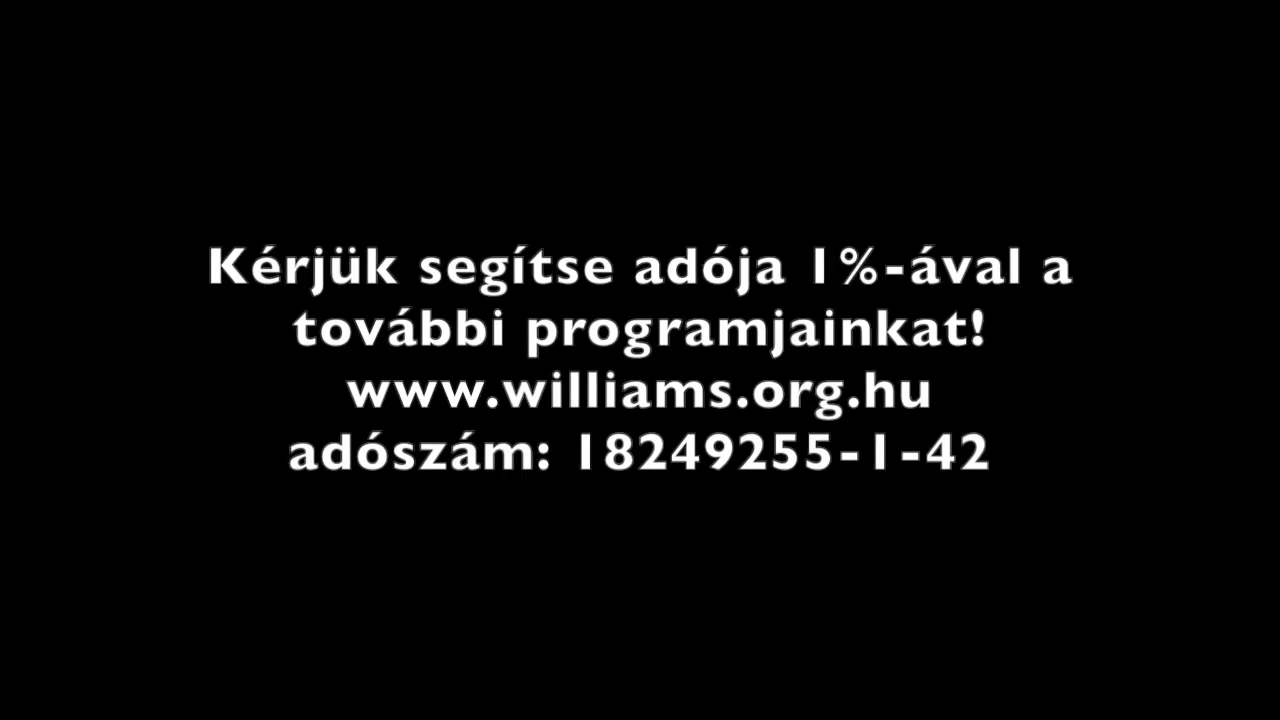 Kérjük segítse adója 1%-ával a
további programjainkat!
www.williams.org.hu
adószám: 18249255-1-42